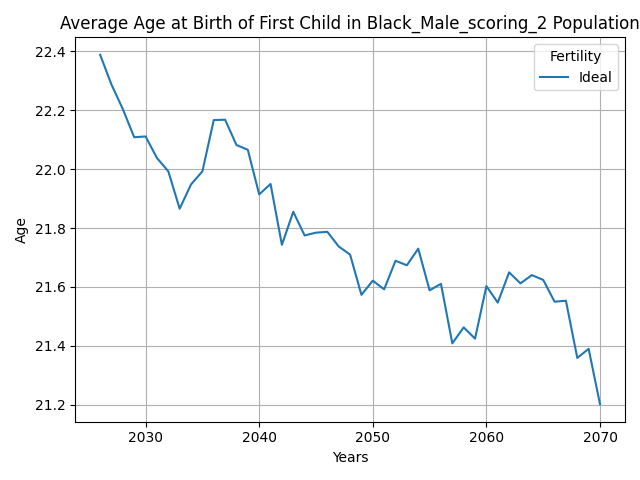 Average Age at Birth of First Child in Black_Male_scoring_2 Population
Fertility
Ideal
Age
22.4
22.2
22.0
21.8
21.6
21.4
21.2
2030 2040 2050 2060 2070
Years